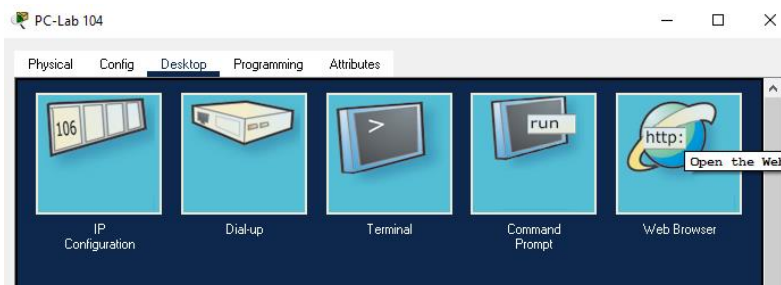 PC-Lab 104
Physical Config Desktop Programming Attributes
106
>
run
http:
Open the Web
IP
Configuration
Dial-up
Terminal
Command
Prompt
Web Browser